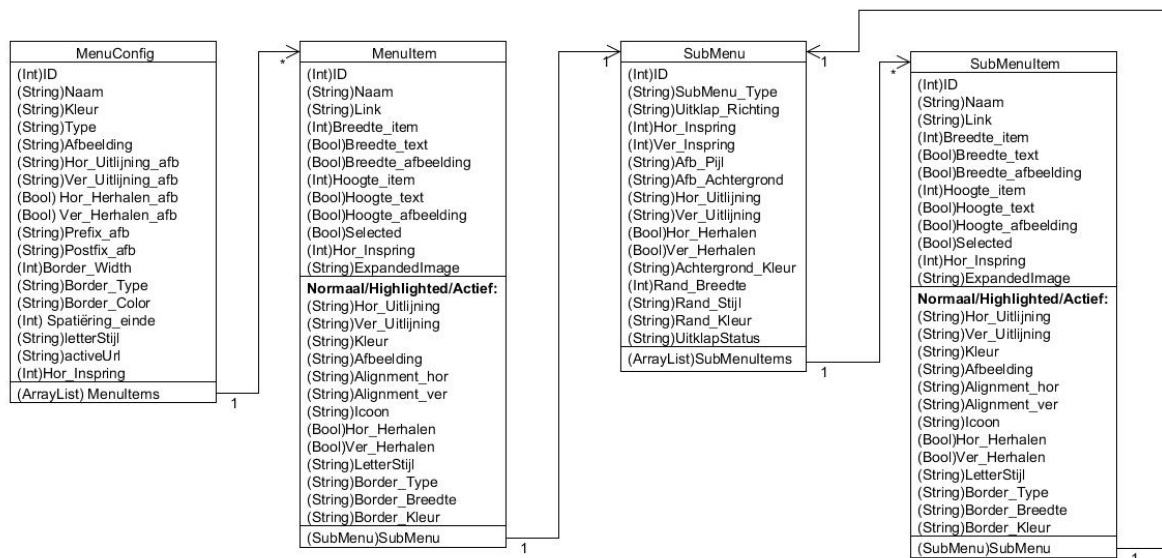 MenuConfig
(Int)ID
(String)Naam
(String)Kleur
(String)Type
(String)Afbeelding
(String)Hor_Uitlijning_afb
(String)Ver_Uitlijning_afb
(Bool) Hor_Herhalen_afb
(Bool) Ver_Herhalen_afb
(String)Prefix_afb
(String)Postfix_afb
(Int)Border_Width
(String)Border_Type
(String)Border_Color
(Int) Spatiëring_einde
(String)letterStijl
(String)activeUrl
(Int)Hor_Inspring
(ArrayList) MenuItems
1
*
MenuItem
(Int)ID
(String)Naam
(String)Link
(Int)Breedte_item
(Bool)Breedte_text
(Bool)Breedte_afbeelding
(Int)Hoogte_item
(Bool)Hoogte_text
(Bool)Hoogte_afbeelding
(Bool)Selected
(Int)Hor_Inspring
(String)ExpandedImage
Normaal/Highlighted/Actief:
(String)Hor_Uitlijning
(String)Ver_Uitlijning
(String)Kleur
(String)Afbeelding
(String)Alignment_hor
(String)Alignment_ver
(String)Icoon
(Bool)Hor_Herhalen
(Bool)Ver_Herhalen
(String)LetterStijl
(String)Border_Type
(String)Border_Breedte
(String)Border_Kleur
(SubMenu)SubMenu
1
1
SubMenu
(Int)ID
(String)SubMenu_Type
(String)Uitklap_Richting
(Int)Hor_Inspring
(Int)Ver_Inspring
(String)Afb_Pijl
(String)Afb_Achtergrond
(String)Hor_Uitlijning
(String)Ver_Uitlijning
(Bool)Hor_Herhalen
(Bool)Ver_Herhalen
(String)Achtergrond_Kleur
(Int)Rand_Breedte
(String)Rand_Stijl
(String)Rand_Kleur
(String)UitklapStatus
(ArrayList)SubMenuItems
1
1
*
SubMenuItem
(Int)ID
(String)Naam
(String)Link
(Int)Breedte_item
(Bool)Breedte_text
(Bool)Breedte_afbeelding
(Int)Hoogte_item
(Bool)Hoogte_text
(Bool)Hoogte_afbeelding
(Bool)Selected
(Int)Hor_Inspring
(String)ExpandedImage
Normaal/Highlighted/Actief:
(String)Hor_Uitlijning
(String)Ver_Uitlijning
(String)Kleur
(String)Afbeelding
(String)Alignment_hor
(String)Alignment_ver
(String)Icoon
(Bool)Hor_Herhalen
(Bool)Ver_Herhalen
(String)LetterStijl
(String)Border_Type
(String)Border_Breedte
(String)Border_Kleur
(SubMenu)SubMenu
1